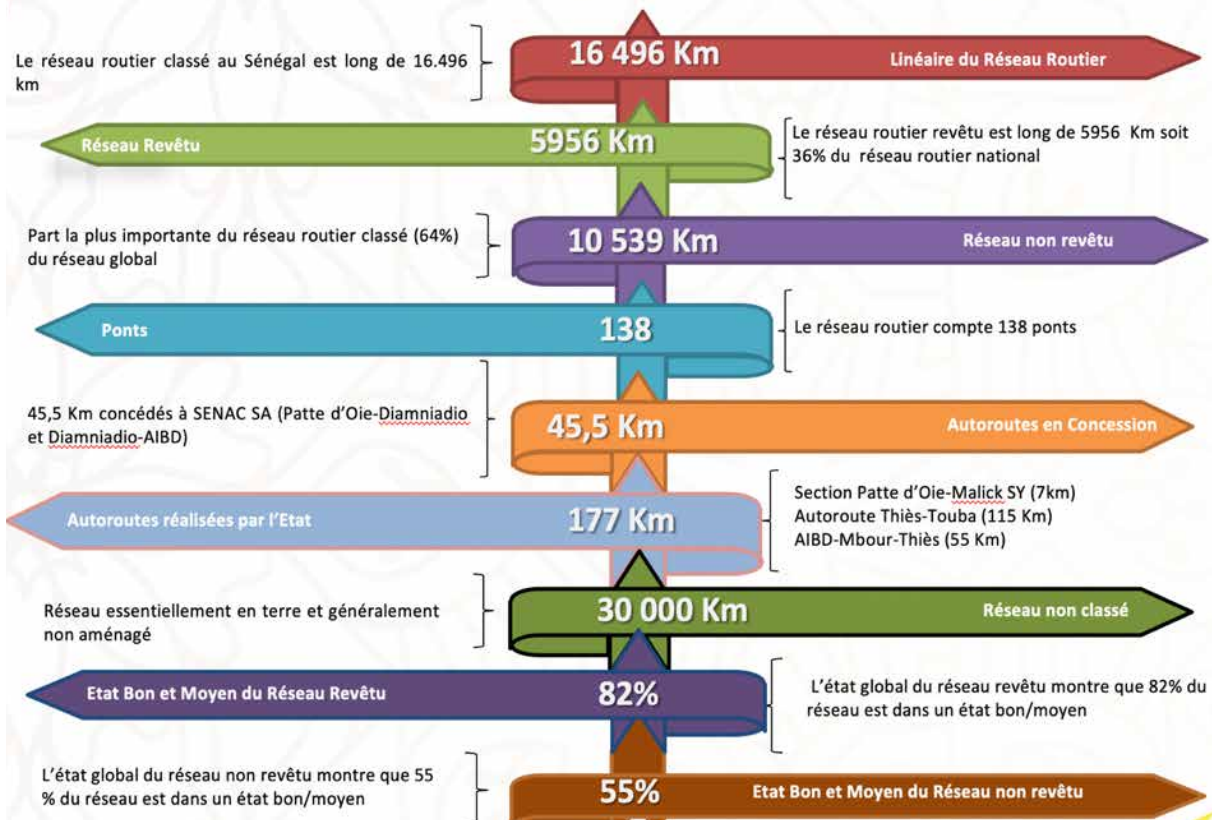 Le réseau routier classé au Sénégal est long de 16.496
km
16 496 Km
Linéaire du Réseau Routier
Réseau Revêtu
5956 Km
Le réseau routier revêtu est long de 5956 Km soit
36% du réseau routier national
Part la plus importante du réseau routier classé (64%)
du réseau global
10 539 Km
Réseau non revêtu
Ponts
138
Le réseau routier compte 138 ponts
45,5 Km concédés à SENAC SA (Patte d'Oie-Diamniadio
et Diamniadio-AIBD)
45,5 Km
Autoroutes en Concession
Autoroutes réalisées par l'Etat
177 Km
Section Patte d'Oie-Malick SY (7km)
Autoroute Thiès-Touba (115 Km)
AIBD-Mbour-Thiès (55 Km)
Réseau essentiellement en terre et généralement
non aménagé
30 000 Km
Réseau non classé
Etat Bon et Moyen du Réseau Revêtu
82%
L'état global du réseau revêtu montre que 82% du
réseau est dans un état bon/moyen
L'état global du réseau non revêtu montre que 55
% du réseau est dans un état bon/moyen
55%
Etat Bon et Moyen du Réseau non revêtu